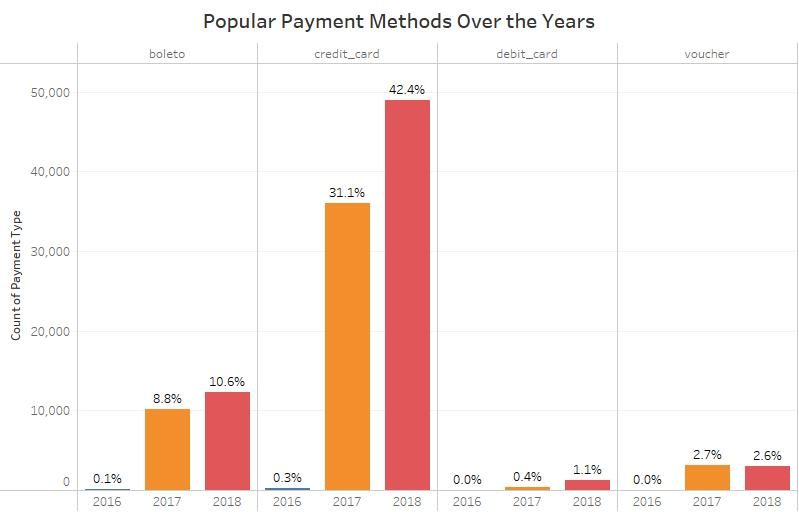 Popular Payment Methods Over the Years
boleto credit_card debit_card voucher
50,000
40,000
30,000
20,000
10,000
0
Count of Payment Type
0.1% 8.8% 10.6% 0.3% 31.1% 42.4% 0.0% 0.4% 1.1% 0.0% 2.7% 2.6%
2016 2017 2018 2016 2017 2018 2016 2017 2018 2016 2017 2018